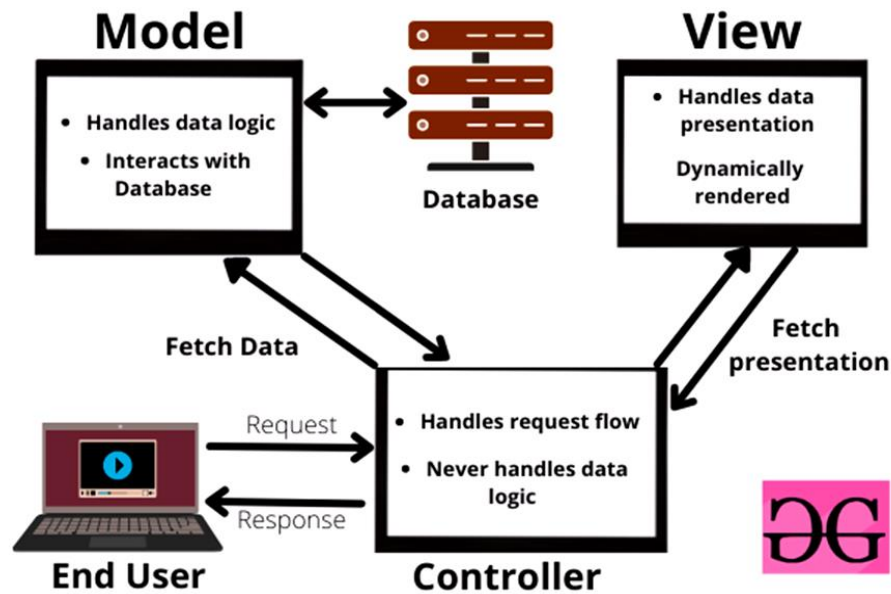 Model
View
• Handles data logic
• Interacts with
Database
Database
• Handles data
presentation
Dynamically
rendered
Fetch Data
Fetch
presentation
Request
Response
• Handles request flow
• Never handles data
logic
End User
Controller
GG